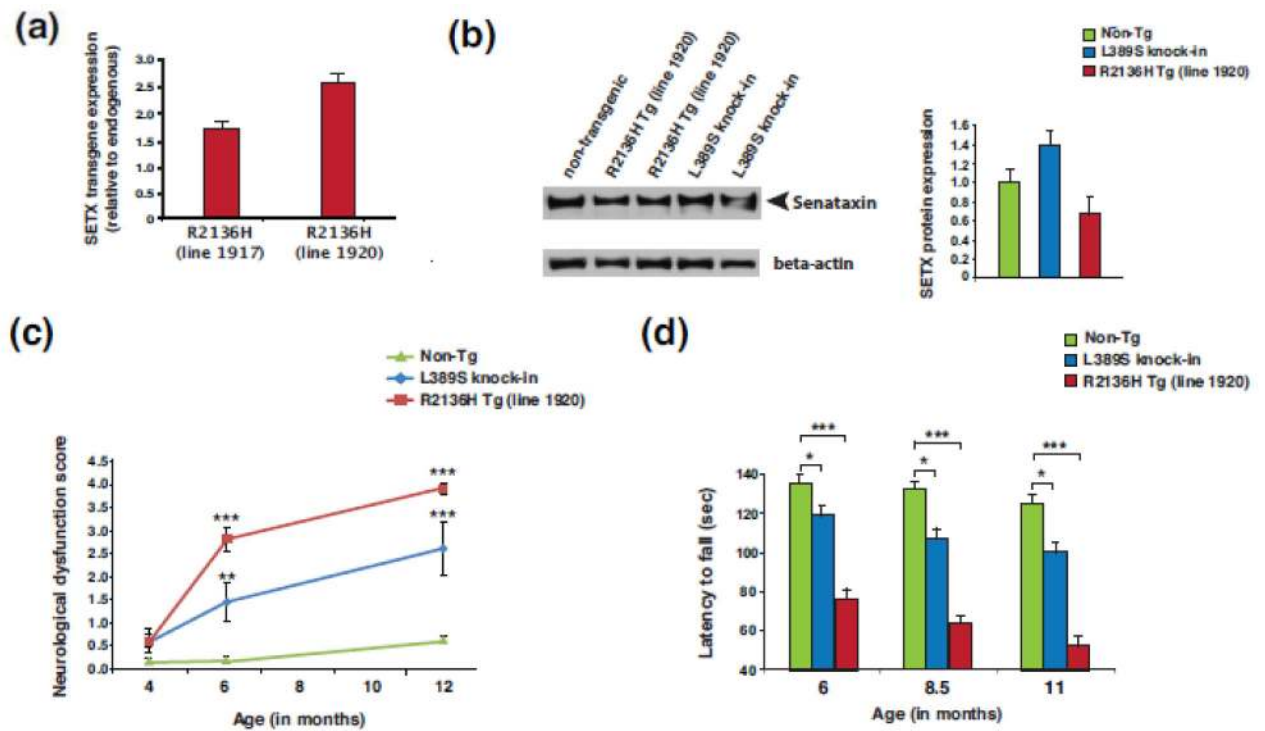 (a)
SETX transgene expression
(relative to endogenous)
3.0
2.5
2.0
1.5
1.0
0.5
0
R2136H
(line 1917)
R2136H
(line 1920)
(b)
non-transgenic
R2136H Tg (line 1920)
R2136H Tg (line 1920)
L389S knock-in
L389S knock-in
Senataxin
beta-actin
Non-Tg
L389S knock-in
R2136H Tg (line 1920)
SETX protein expression
1.6
1.4
1.2
1.0
0.8
0.6
0.4
0.2
0
(c)
Non-Tg
L389S knock-in
R2136H Tg (line 1920)
Neurological dysfunction score
4.5
4.0
3.5
3.0
2.5
2.0
1.5
1.0
0.5
0.0
***
**
***
***
4 6 8 10 12
Age (in months)
(d)
Non-Tg
L389S knock-in
R2136H Tg (line 1920)
Latency to fall (sec)
140
120
100
80
60
40
***
*
***
*
***
*
6 8.5 11
Age (in months)